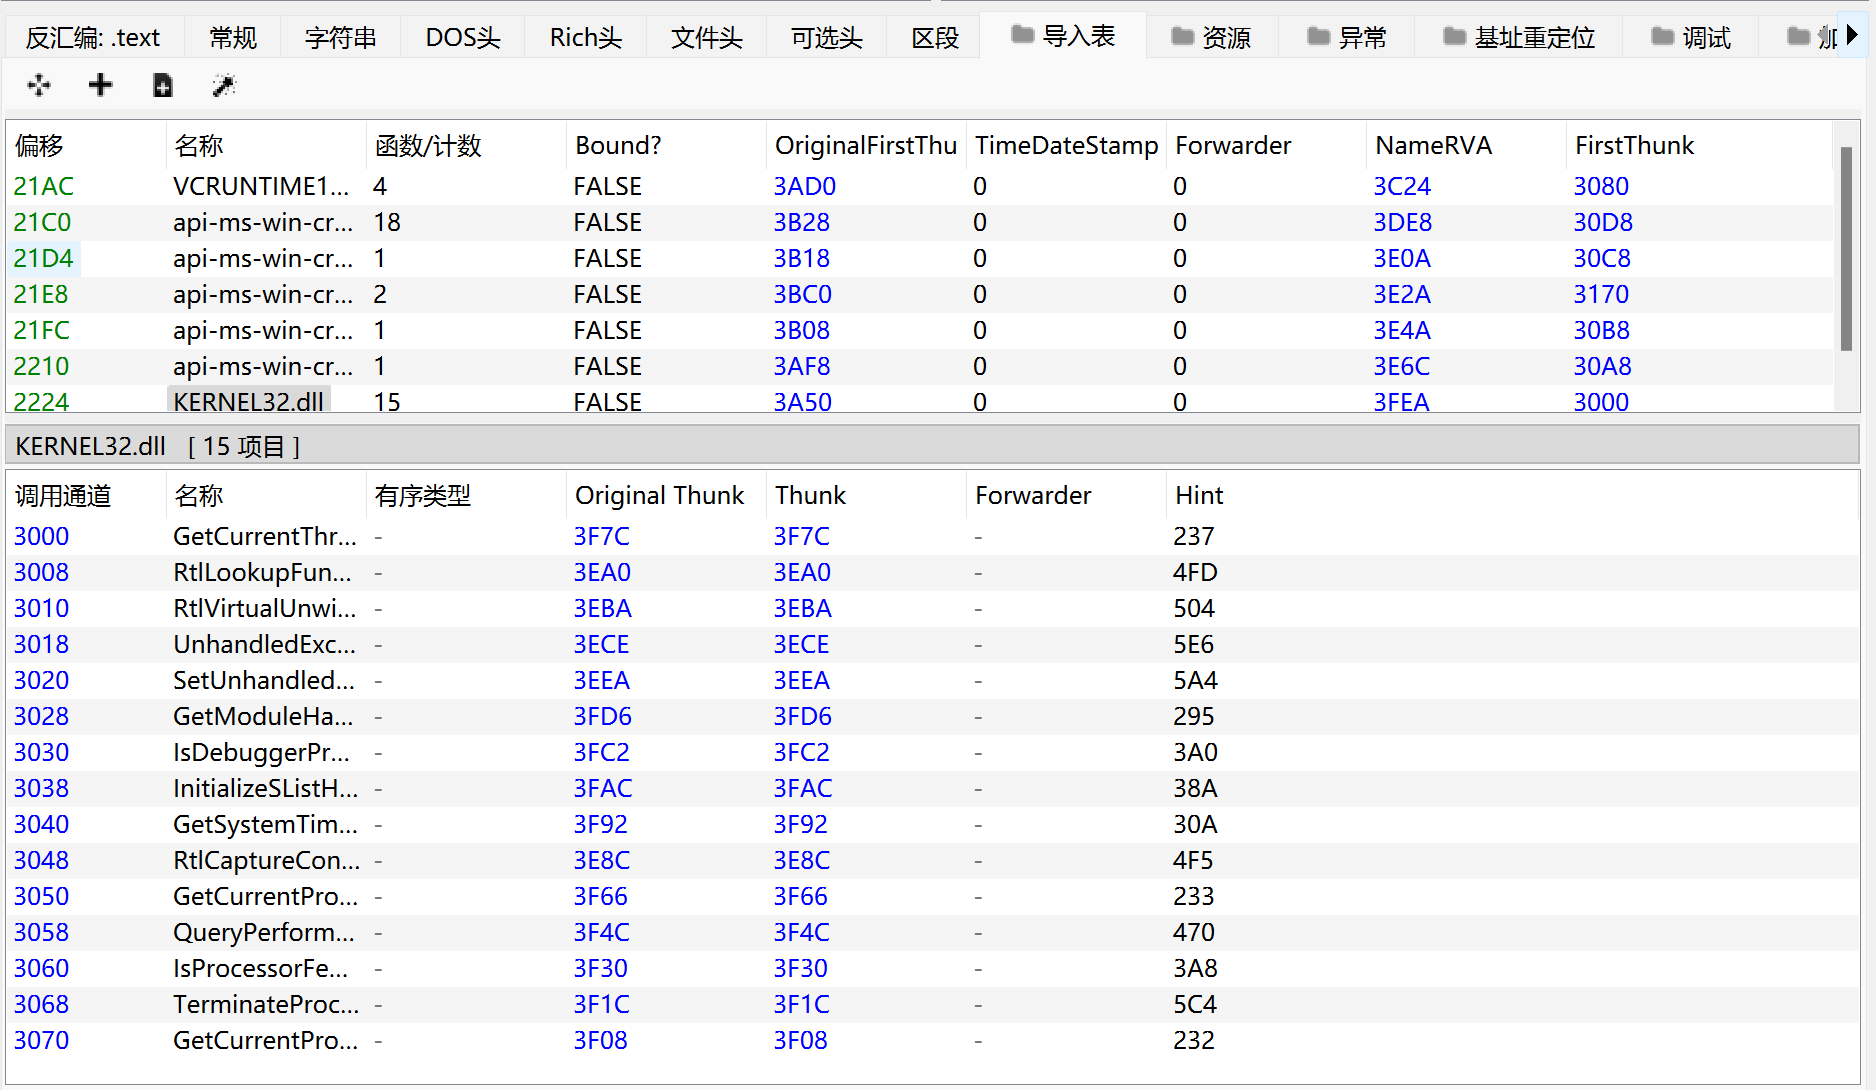 反汇编: .text 常规 字符串 DOS头 Rich头 文件头 可选头 区段 导入表 资源 异常 基址重定位 调试
偏移 名称 函数/计数 Bound? OriginalFirstThu TimeDateStamp Forwarder NameRVA FirstThunk
21AC VCRUNTIME1... 4 FALSE 3AD0 0 0 3C24 3080
21C0 api-ms-win-cr... 18 FALSE 3B28 0 0 3DE8 30D8
21D4 api-ms-win-cr... 1 FALSE 3B18 0 0 3E0A 30C8
21E8 api-ms-win-cr... 2 FALSE 3BC0 0 0 3E2A 3170
21FC api-ms-win-cr... 1 FALSE 3B08 0 0 3E4A 30B8
2210 api-ms-win-cr... 1 FALSE 3AF8 0 0 3E6C 30A8
2224 KERNEL32.dll 15 FALSE 3A50 0 0 3FEA 3000
KERNEL32.dll [ 15 项目 ]
调用通道 名称 有序类型 Original Thunk Thunk Forwarder Hint
3000 GetCurrentThr... - 3F7C 3F7C - 237
3008 RtlLookupFun... - 3EA0 3EA0 - 4FD
3010 RtlVirtualUnwi... - 3EBA 3EBA - 504
3018 UnhandledExc... - 3ECE 3ECE - 5E6
3020 SetUnhandled... - 3EEA 3EEA - 5A4
3028 GetModuleHa... - 3FD6 3FD6 - 295
3030 IsDebuggerPr... - 3FC2 3FC2 - 3A0
3038 InitializeSListH... - 3FAC 3FAC - 38A
3040 GetSystemTim... - 3F92 3F92 - 30A
3048 RtlCaptureCon... - 3E8C 3E8C - 4F5
3050 GetCurrentPro... - 3F66 3F66 - 233
3058 QueryPerform... - 3F4C 3F4C - 470
3060 IsProcessorFe... - 3F30 3F30 - 3A8
3068 TerminateProc... - 3F1C 3F1C - 5C4
3070 GetCurrentPro... - 3F08 3F08 - 232